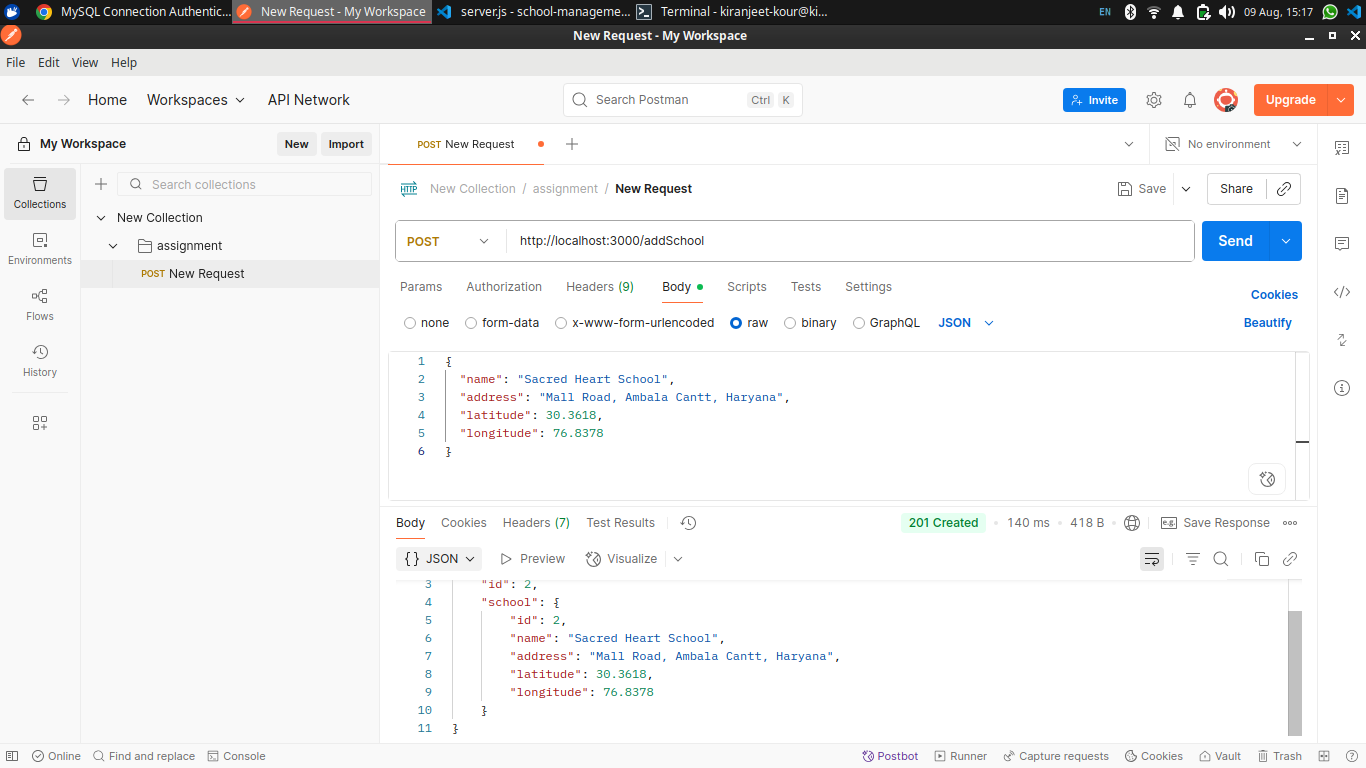 MySQL Connection Authentic... New Request - My Workspace server.js - school-manageme... Terminal - kiranjeet-kour@ki... EN 09 Aug, 15:17
New Request - My Workspace
File Edit View Help
Home Workspaces API Network Search Postman Ctrl K Invite Upgrade
My Workspace New Import POST New Request No environment
Collections Search collections HTTP New Collection / assignment / New Request Save Share
New Collection
Environments assignment POST http://localhost:3000/addSchool Send
POST New Request
Flows Params Authorization Headers (9) Body Scripts Tests Settings Cookies
History none form-data x-www-form-urlencoded raw binary GraphQL JSON Beautify
1 {
2 "name": "Sacred Heart School",
3 "address": "Mall Road, Ambala Cantt, Haryana",
4 "latitude": 30.3618,
5 "longitude": 76.8378
6 }
Body Cookies Headers (7) Test Results 201 Created 140 ms 418 B e.g. Save Response
{} JSON Preview Visualize
3 "id": 2,
4 "school": {
5 "id": 2,
6 "name": "Sacred Heart School",
7 "address": "Mall Road, Ambala Cantt, Haryana",
8 "latitude": 30.3618,
9 "longitude": 76.8378
10 }
11 }
Online Find and replace Console Postbot Runner Capture requests Cookies Vault Trash